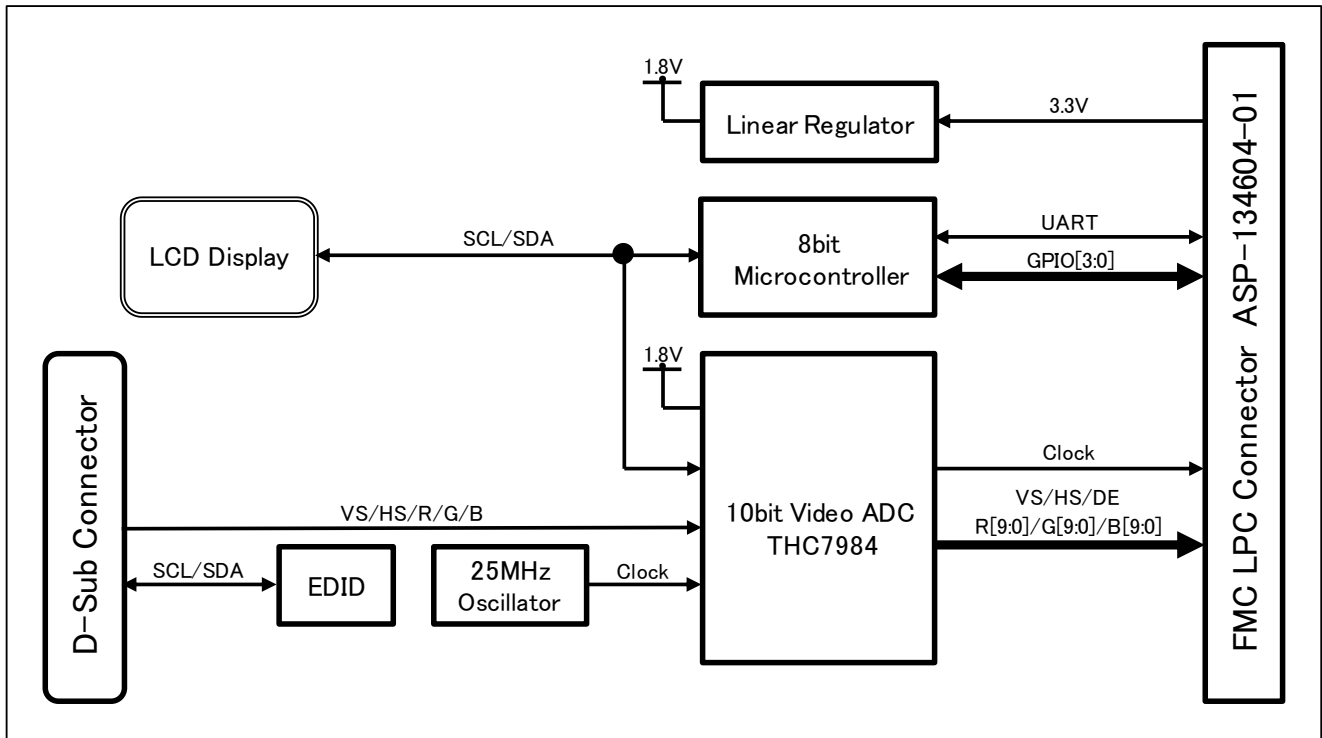 1.8V
Linear Regulator
3.3V
LCD Display
SCL/SDA
8bit
Microcontroller
UART
GPIO[3:0]
1.8V
D-Sub Connector
VS/HS/R/G/B
SCL/SDA
EDID
25MHz
Oscillator
Clock
10bit Video ADC
THC7984
Clock
VS/HS/DE
R[9:0]/G[9:0]/B[9:0]
FMC LPC Connector ASP-134604-01